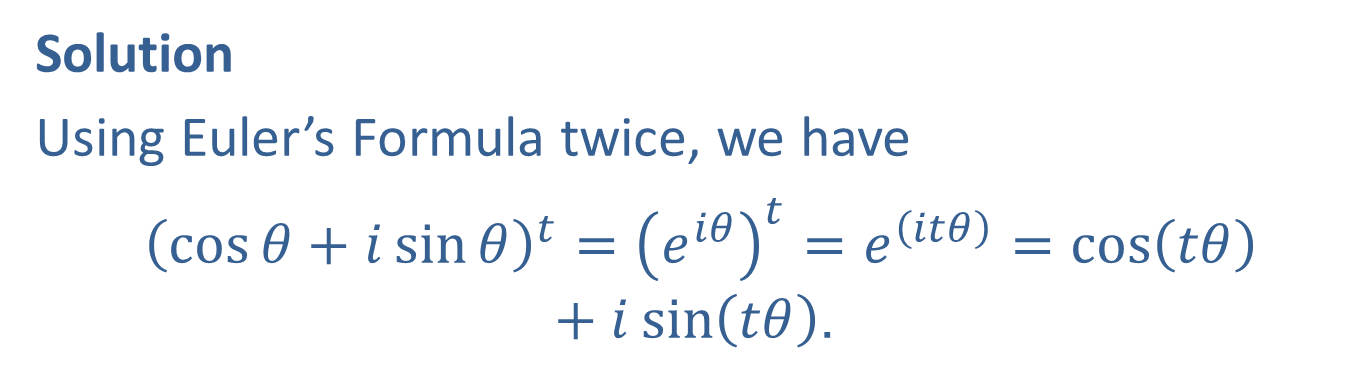 Solution
Using Euler’s Formula twice, we have
(cos θ + i sin θ)ᵗ = (e^{iθ})ᵗ = e^{(itθ)} = cos(tθ)
+ i sin(tθ).